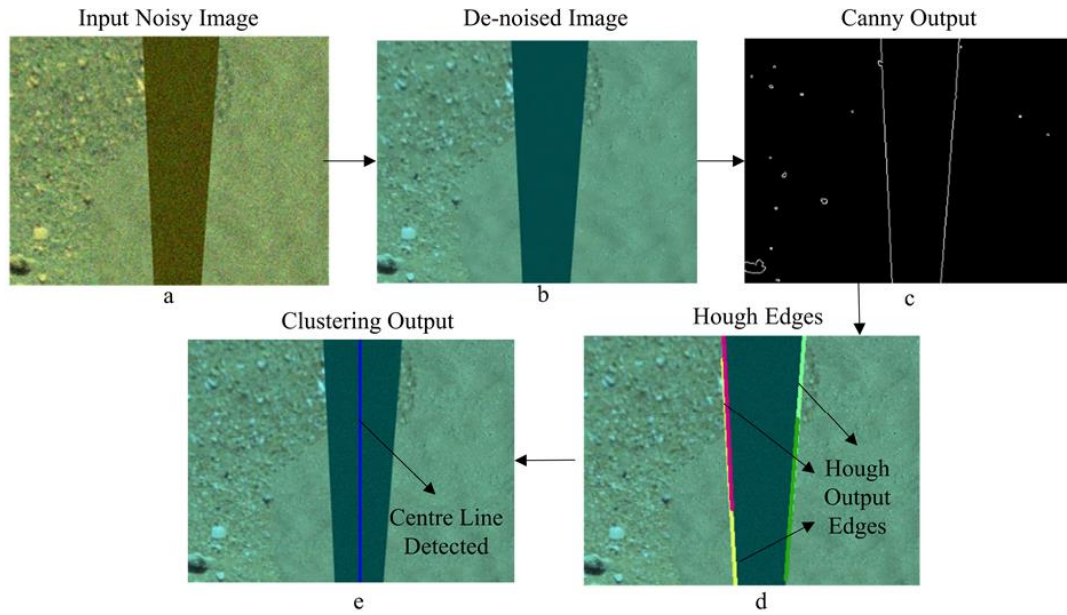 Input Noisy Image
De-noised Image
Canny Output
a
b
c
Clustering Output
Hough Edges
Centre Line
Detected
Hough
Output
Edges
e
d